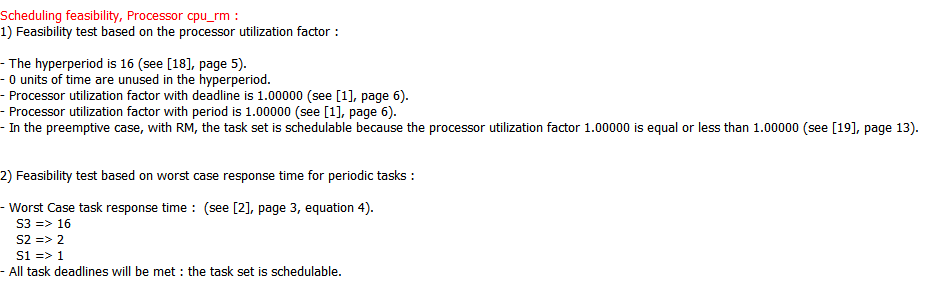 Scheduling feasibility, Processor cpu_rm :
1) Feasibility test based on the processor utilization factor :
- The hyperperiod is 16 (see [18], page 5).
- 0 units of time are unused in the hyperperiod.
- Processor utilization factor with deadline is 1.00000 (see [1], page 6).
- Processor utilization factor with period is 1.00000 (see [1], page 6).
- In the preemptive case, with RM, the task set is schedulable because the processor utilization factor 1.00000 is equal or less than 1.00000 (see [19], page 13).
2) Feasibility test based on worst case response time for periodic tasks :
- Worst Case task response time :  (see [2], page 3, equation 4).
S3 => 16
S2 => 2
S1 => 1
- All task deadlines will be met : the task set is schedulable.